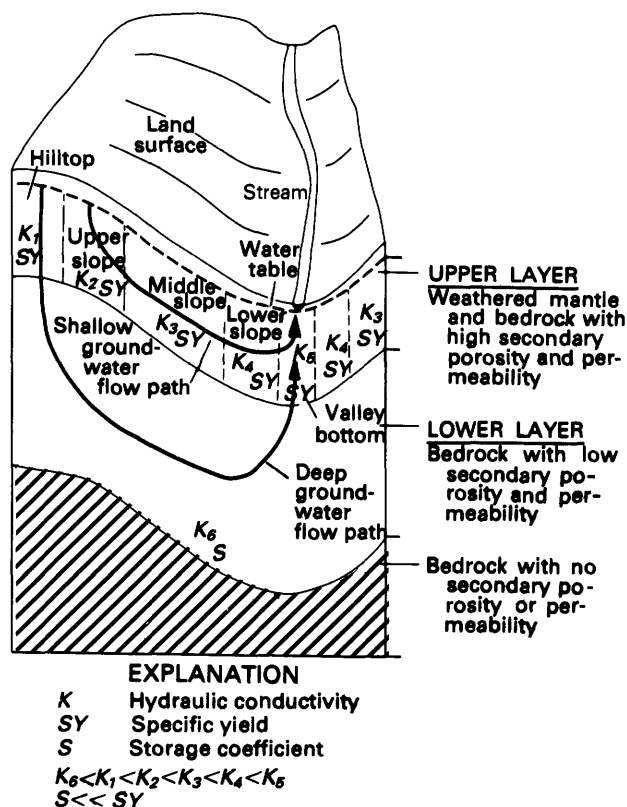 Land
surface
Hilltop
Stream
K1
SY
Upper
slope
K2
SY
Water
table
Middle
slope
K3
SY
Lower
slope
K4
SY
K5
SY
K4
SY
K3
SY
Shallow
ground-
water
flow path
Valley
bottom
Deep
ground-
water
flow path
K6
S
UPPER LAYER
Weathered mantle
and bedrock with
high secondary
porosity and per-
meability
LOWER LAYER
Bedrock with low
secondary po-
rosity and per-
meability
Bedrock with no
secondary po-
rosity or per-
meability
EXPLANATION
K Hydraulic conductivity
SY Specific yield
S Storage coefficient
K6<K1<K2<K3<K4<K5
S<< SY